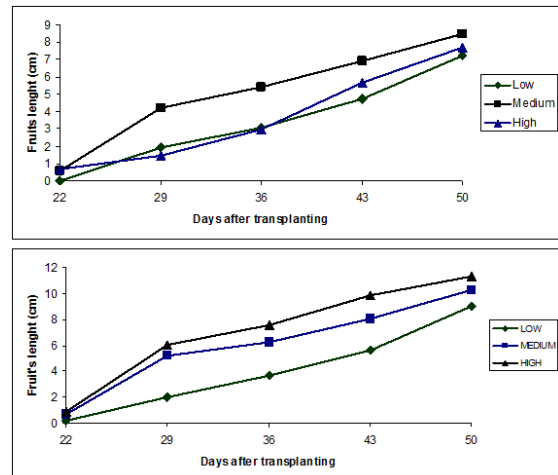 9
8
7
6
5
4
3
2
1
0
Fruits lenght (cm)
22 29 36 43 50
Days after transplanting
Low
Medium
High
12
10
8
6
4
2
0
Fruit's lenght (cm)
22 29 36 43 50
Days after transplanting
LOW
MEDIUM
HIGH